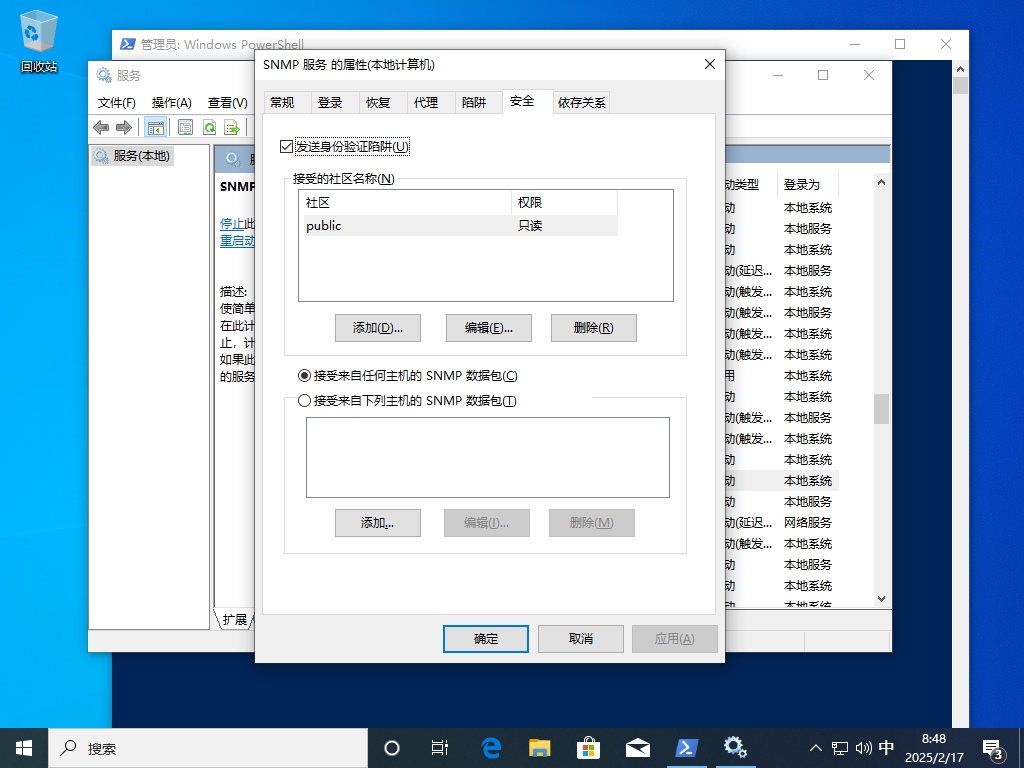 回收站
管理员: Windows PowerShell
服务
文件(F) 操作(A) 查看(V)
服务(本地)
SNMP
停止此
重启动
描述:
使简单
在此计
止，计
如果此
的服务
扩展
SNMP 服务 的属性(本地计算机)
常规 登录 恢复 代理 陷阱 安全 依存关系
发送身份验证陷阱(U)
接受的社区名称(N)
社区 权限
public 只读
添加(D)... 编辑(E)... 删除(R)
接受来自任何主机的 SNMP 数据包(C)
接受来自下列主机的 SNMP 数据包(T)
添加... 编辑(I)... 删除(M)
确定 取消 应用(A)
动类型 登录为
动 本地系统
动 本地服务
动 本地系统
动(延迟... 本地服务
动(触发... 本地系统
动(触发... 本地服务
动(触发... 本地系统
动(触发... 本地服务
用 本地系统
动 本地系统
动(触发... 本地服务
动(触发... 本地系统
动 本地系统
动 本地系统
动 本地服务
动(延迟... 网络服务
动(触发... 本地系统
动 本地服务
动 本地系统
动 本地系统
搜索
中
8:48
2025/2/17
3